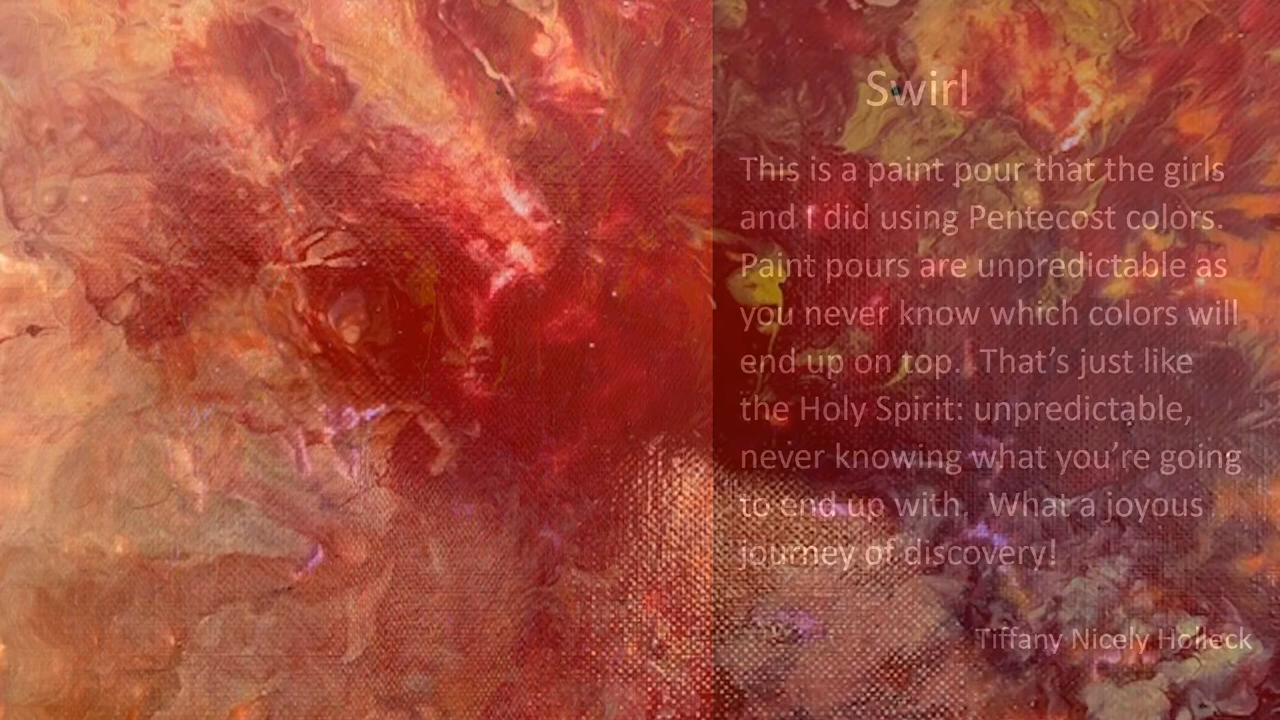 Swirl
This is a paint pour that the girls
and I did using Pentecost colors.
Paint pours are unpredictable as
you never know which colors will
end up on top.  That’s just like
the Holy Spirit: unpredictable,
never knowing what you’re going
to end up with.  What a joyous
journey of discovery!
Tiffany Nicely Holleck